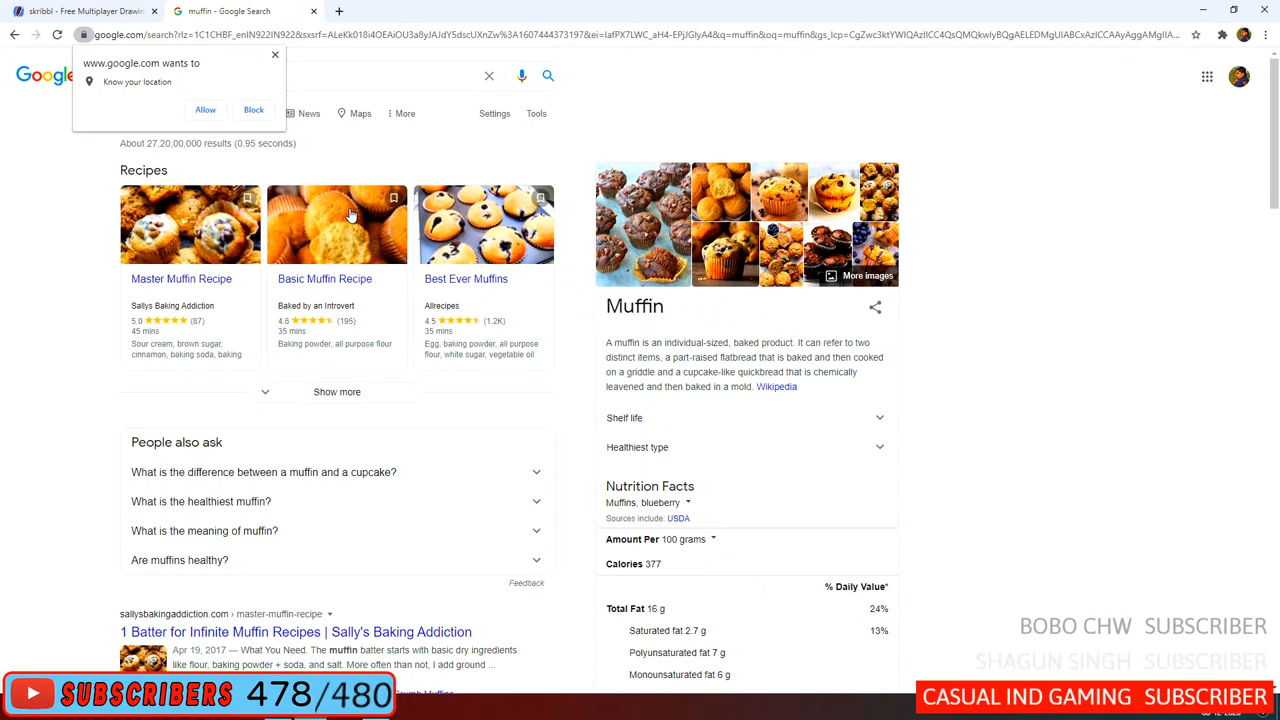 skribbl - Free Multiplayer Drawin
muffin - Google Search
google.com/search?rlz=1C1CHBF_enIN922IN922&
www.google.com wants to
Know your location
Allow
Block
Google
News
Maps
More
Settings
Tools
About 27,20,00,000 results (0.95 seconds)
Recipes
Master Muffin Recipe
Sallys Baking Addiction
5.0 (87)
45 mins
Sour cream, brown sugar,
cinnamon, baking soda, baking
Basic Muffin Recipe
Baked by an Introvert
4.6 (195)
35 mins
Baking powder, all purpose flour
Best Ever Muffins
Allrecipes
4.5 (1.2K)
35 mins
Egg, baking powder, all purpose
flour, white sugar, vegetable oil
Show more
People also ask
What is the difference between a muffin and a cupcake?
What is the healthiest muffin?
What is the meaning of muffin?
Are muffins healthy?
Feedback
sallysbakingaddiction.com › master-muffin-recipe
1 Batter for Infinite Muffin Recipes | Sally's Baking Addiction
Apr 19, 2017 — What You Need. The muffin batter starts with basic dry ingredients
like flour, baking powder + soda, and salt. More often than not, I add ground ...
More images
Muffin
A muffin is an individual-sized, baked product. It can refer to two
distinct items, a part-raised flatbread that is baked and then cooked
on a griddle and a cupcake-like quickbread that is chemically
leavened and then baked in a mold. Wikipedia
Shelf life
Healthiest type
Nutrition Facts
Muffins, blueberry
Sources include: USDA
Amount Per 100 grams
Calories 377
% Daily Value*
Total Fat 16 g 24%
Saturated fat 2.7 g 13%
Polyunsaturated fat 7 g
Monounsaturated fat 6 g
BOBO CHW SUBSCRIBER
SHAGUN SINGH SUBSCRIBER
CASUAL IND GAMING SUBSCRIBER
SUBSCRIBERS 478/480